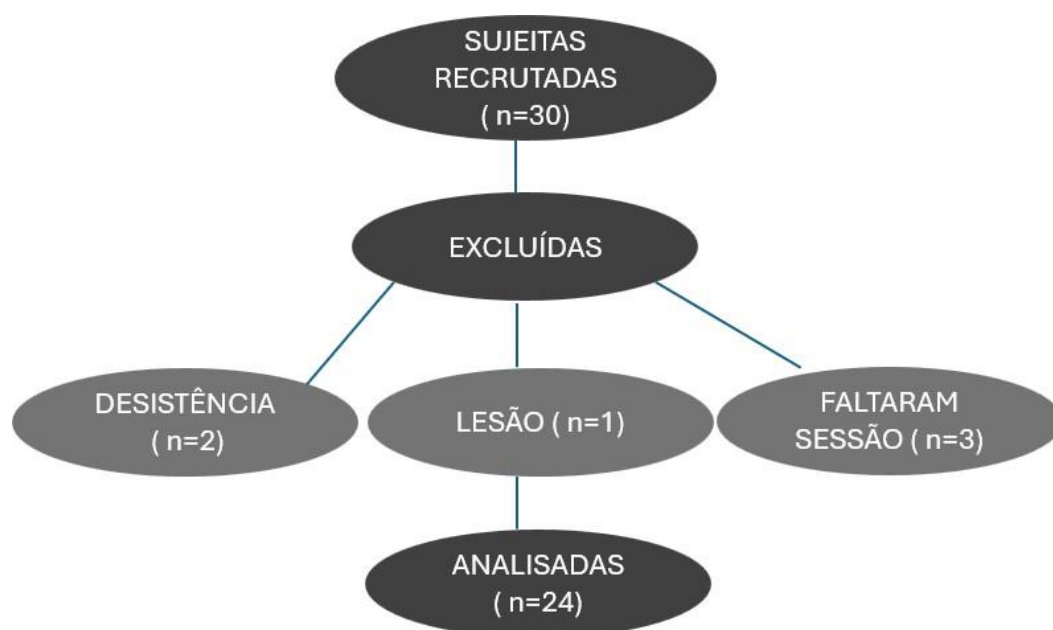 SUJEITAS
RECRUTADAS
( n=30)
EXCLUÍDAS
DESISTÊNCIA
( n=2)
LESÃO ( n=1)
FALTARAM
SESSÃO ( n=3)
ANALISADAS
( n=24)